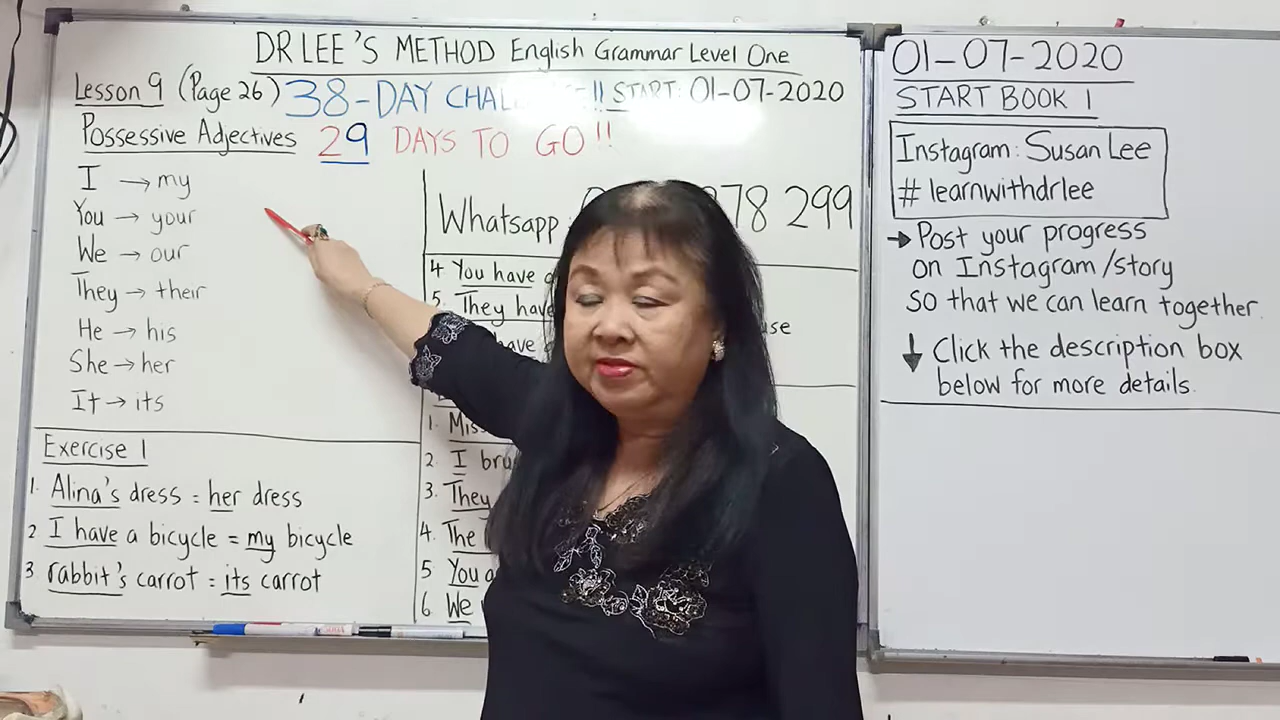 DR LEE'S METHOD English Grammar Level One
Lesson 9 (Page 26) 38-DAY !! START: 01-07-2020
Possessive Adjectives 29 DAYS TO GO!!
I → my
You → your
We → our
They → their
He → his
She → her
It → its
Exercise 1
1. Alina's dress = her dress
2 I have a bicycle = my bicycle
3 rabbit's carrot = its carrot
Whatsapp : 78 299
4 You have
5. They have
have
use
1.
2. I
3. They
4. The
5 You
6. We
01-07-2020
START BOOK 1
Instagram: Susan Lee
# learnwithdrlee
→ Post your progress
on Instagram/story
so that we can learn together.
↓ Click the description box
below for more details.